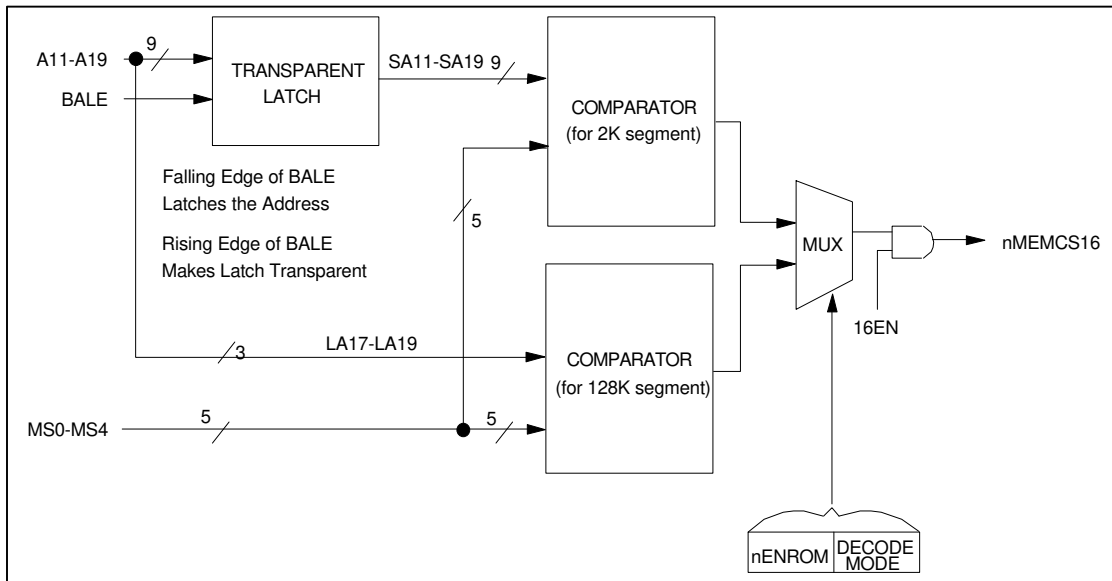 A11-A19
9
BALE
TRANSPARENT
LATCH
SA11-SA19
9
COMPARATOR
(for 2K segment)
Falling Edge of BALE
Latches the Address
Rising Edge of BALE
Makes Latch Transparent
5
MUX
nMEMCS16
16EN
3
LA17-LA19
COMPARATOR
(for 128K segment)
MS0-MS4
5
5
nENROM
DECODE
MODE